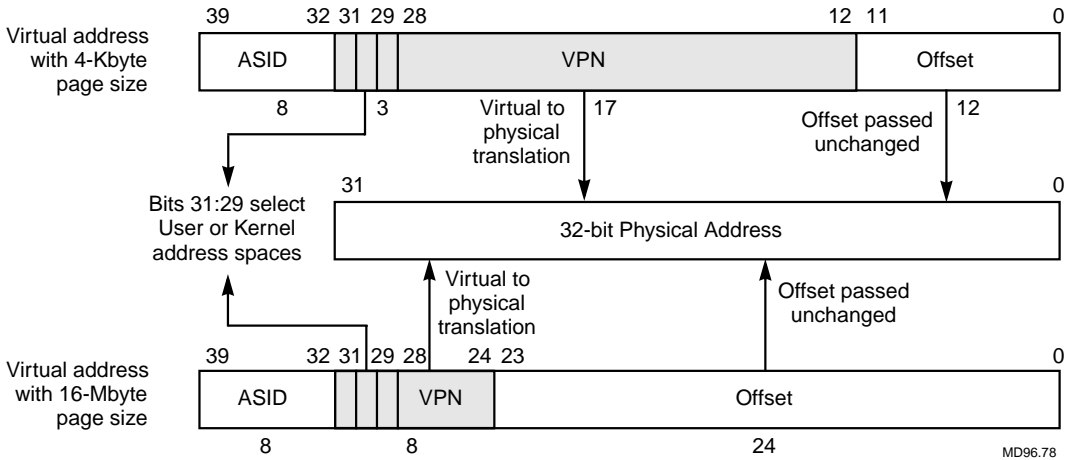 39 32 31 29 28 12 11 0
Virtual address
with 4-Kbyte
page size
ASID VPN Offset
8 3 17 12
Virtual to
physical
translation
Offset passed
unchanged
Bits 31:29 select
User or Kernel
address spaces
31 0
32-bit Physical Address
Virtual to
physical
translation
Offset passed
unchanged
39 32 31 29 28 24 23 0
Virtual address
with 16-Mbyte
page size
ASID VPN Offset
8 8 24
MD96.78